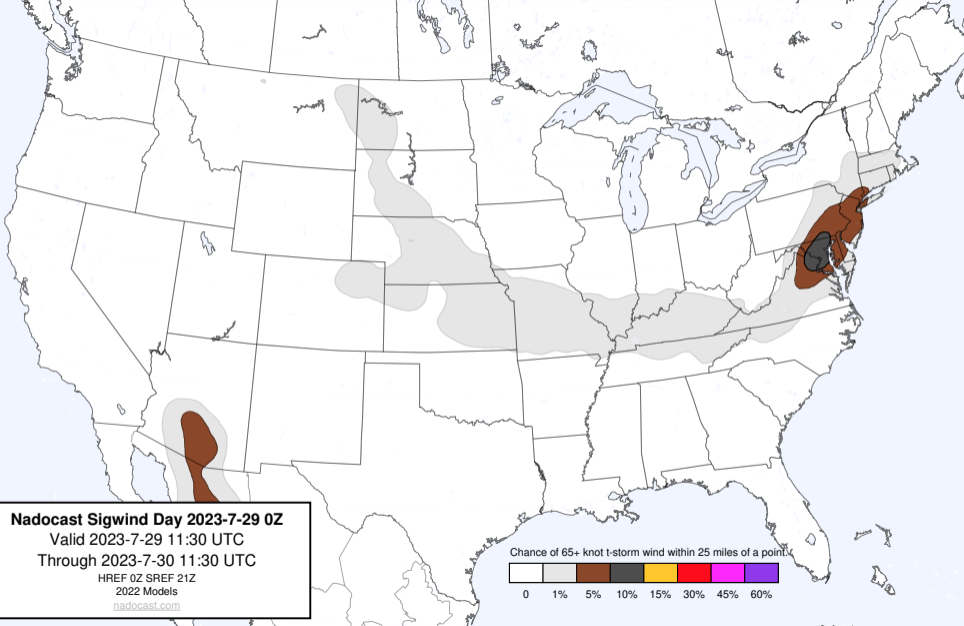 Nadocast Sigwind Day 2023-7-29 0Z
Valid 2023-7-29 11:30 UTC
Through 2023-7-30 11:30 UTC
HREF 0Z SREF 21Z
2022 Models
nadocast.com
Chance of 65+ knot t-storm wind within 25 miles of a point.
0 1% 5% 10% 15% 30% 45% 60%